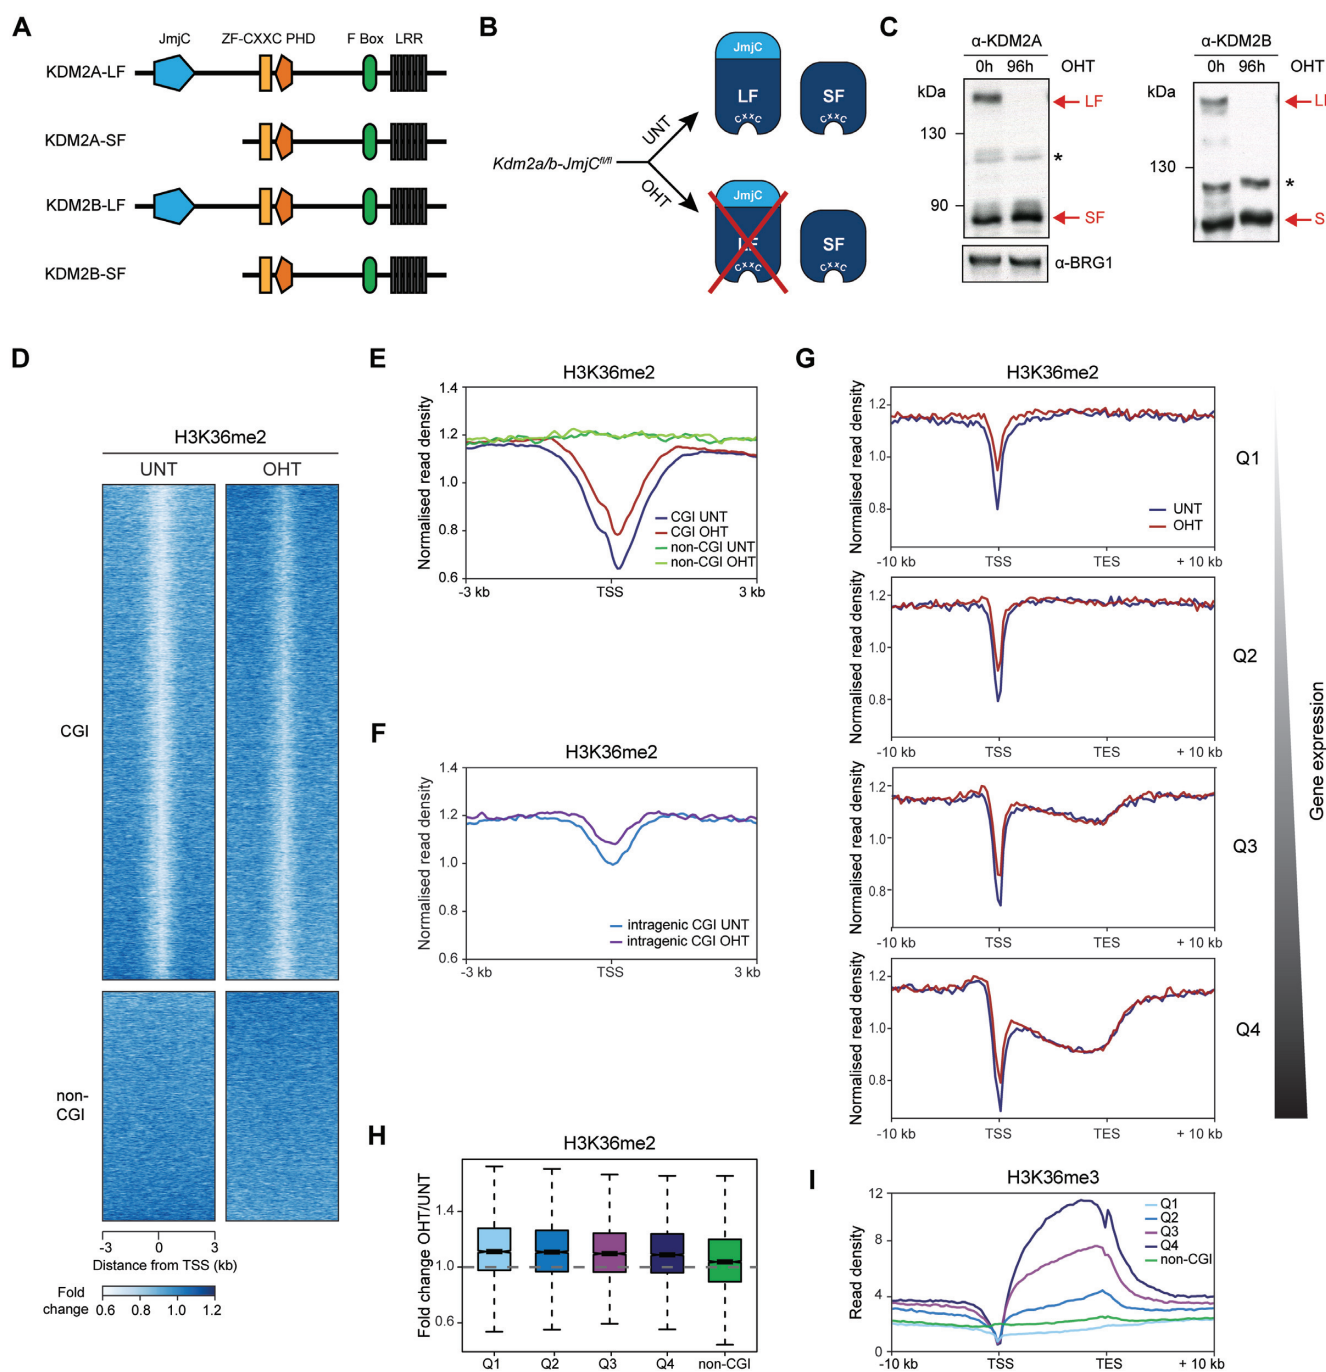 A
JmjC
ZF-CXXC PHD
F Box
LRR
KDM2A-LF
KDM2A-SF
KDM2B-LF
KDM2B-SF
B
Kdm2a/b-JmjCfl/fl
UNT
OHT
JmjC
LF
CxxC
SF
CxxC
JmjC
LF
CxxC
SF
CxxC
C
α-KDM2A
0h 96h OHT
kDa
130
90
LF
*
SF
α-BRG1
α-KDM2B
0h 96h OHT
kDa
130
LF
*
S
D
H3K36me2
UNT
OHT
CGI
non-
CGI
-3 0 3
Distance from TSS (kb)
Fold
change
0.6 0.8 1.0 1.2
E
H3K36me2
Normalised read density
1.4
1.2
1.0
0.8
0.6
CGI UNT
CGI OHT
non-CGI UNT
non-CGI OHT
-3 kb TSS 3 kb
F
H3K36me2
Normalised read density
1.4
1.2
1.0
0.8
0.6
intragenic CGI UNT
intragenic CGI OHT
-3 kb TSS 3 kb
G
H3K36me2
Normalised read density
1.2
1.0
0.8
UNT
OHT
-10 kb TSS TES + 10 kb
Q1
Normalised read density
1.2
1.0
0.8
-10 kb TSS TES + 10 kb
Q2
Normalised read density
1.2
1.0
0.8
-10 kb TSS TES + 10 kb
Q3
Normalised read density
1.2
1.0
0.8
-10 kb TSS TES + 10 kb
Q4
Gene expression
H
H3K36me2
Fold change OHT/UNT
1.4
1.0
0.6
Q1 Q2 Q3 Q4 non-CGI
I
H3K36me3
Read density
12
8
4
0
Q1
Q2
Q3
Q4
non-CGI
-10 kb TSS TES + 10 kb